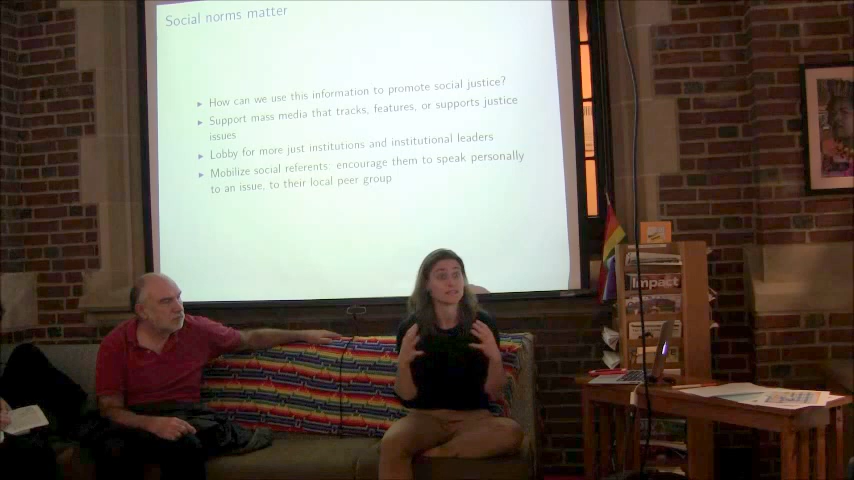 Social norms matter
How can we use this information to promote social justice?
Support mass media that tracks, features, or supports justice
issues
Lobby for more just institutions and institutional leaders
Mobilize social referents: encourage them to speak personally
to an issue, to their local peer group
Impact